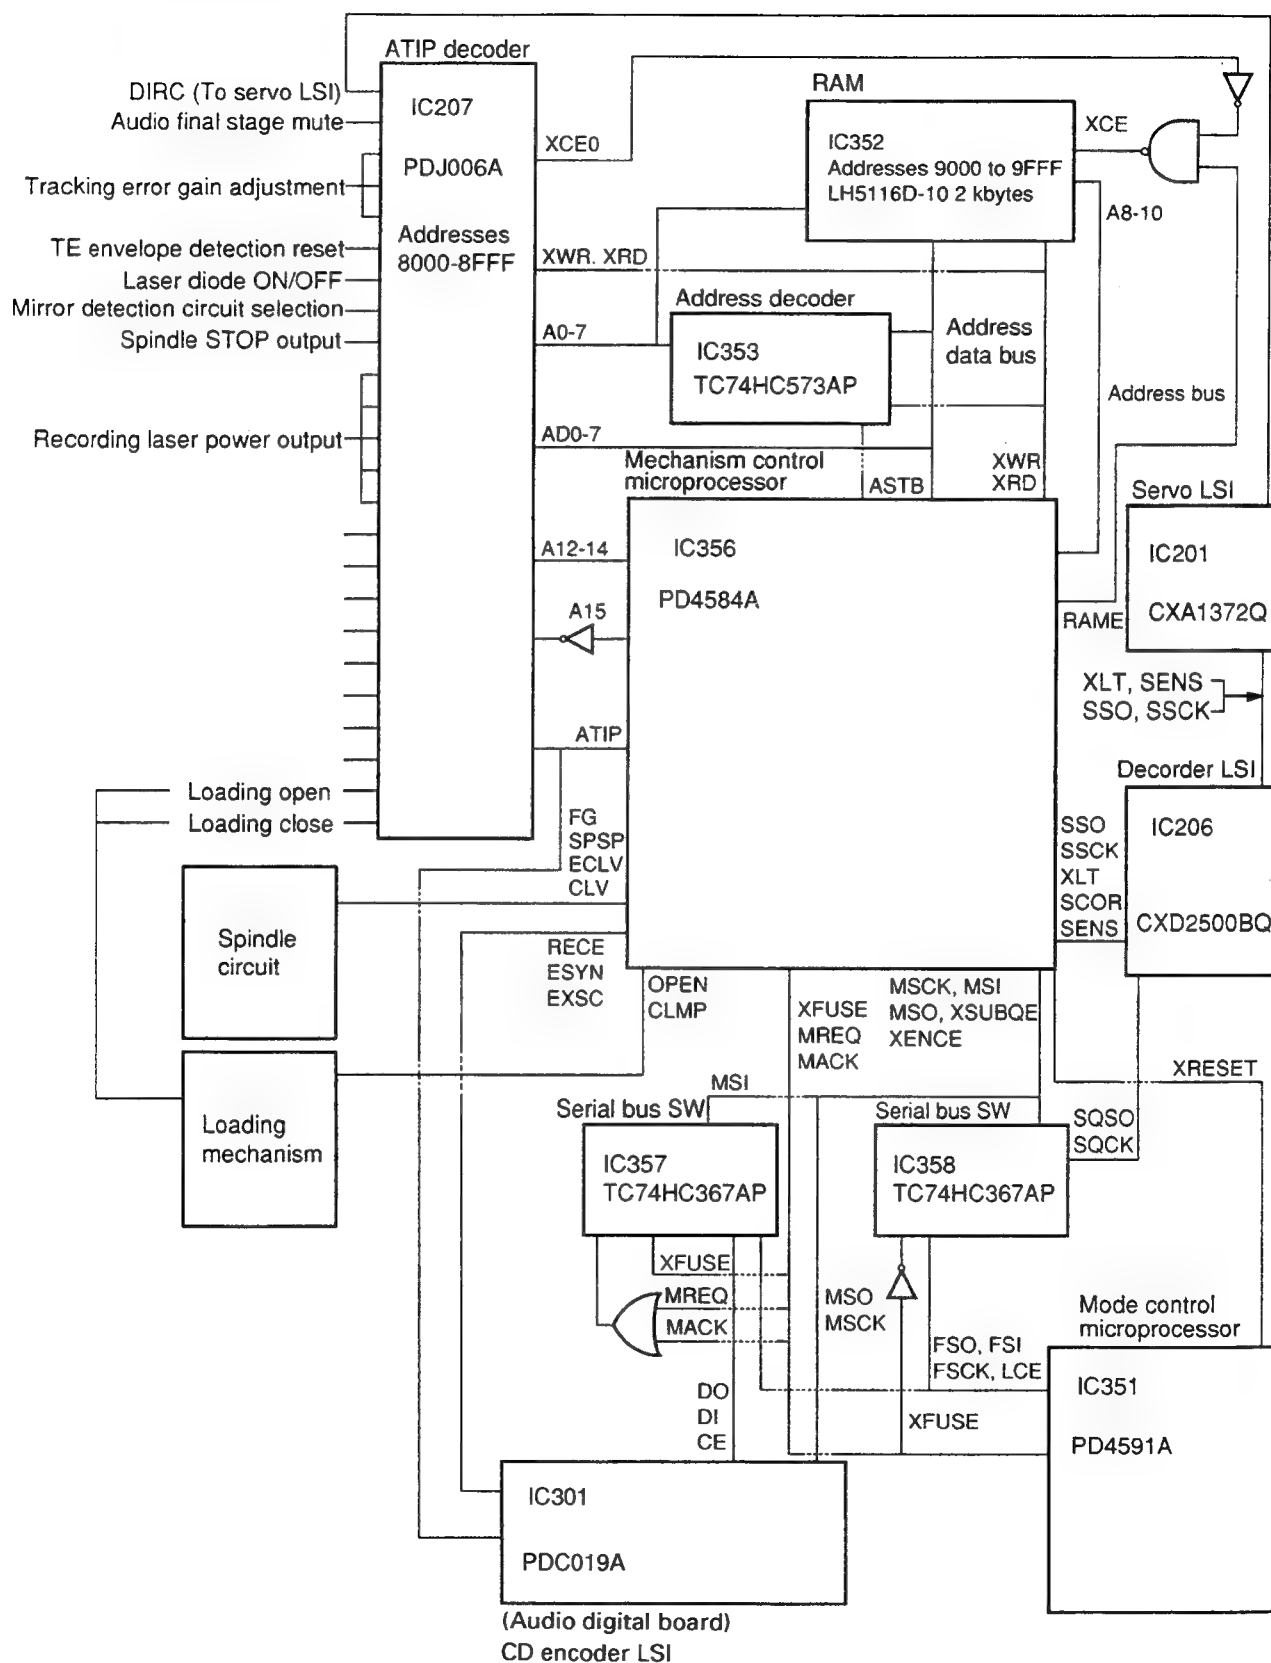 ATIP decoder
DIRC (To servo LSI)
Audio final stage mute
Tracking error gain adjustment
TE envelope detection reset
Laser diode ON/OFF
Mirror detection circuit selection
Spindle STOP output
Recording laser power output
Loading open
Loading close
IC207
PDJ006A
Addresses
8000-8FFF
XCE0
XWR. XRD
A0-7
AD0-7
A12-14
A15
ATIP
RAM
IC352
Addresses 9000 to 9FFF
LH5116D-10 2 kbytes
XCE
A8-10
Address decoder
IC353
TC74HC573AP
Address
data bus
Address bus
Mechanism control
microprocessor
ASTB
XWR
XRD
IC356
PD4584A
RAME
Servo LSI
IC201
CXA1372Q
XLT, SENS
SSO, SSCK
Decorder LSI
IC206
CXD2500BQ
SSO
SSCK
XLT
SCOR
SENS
FG
SPSP
ECLV
CLV
Spindle
circuit
RECE
ESYN
EXSC
OPEN
CLMP
XFUSE
MREQ
MACK
MSCK, MSI
MSO, XSUBQE
XENCE
XRESET
Loading
mechanism
MSI
Serial bus SW
IC357
TC74HC367AP
Serial bus SW
IC358
TC74HC367AP
SQSO
SQCK
XFUSE
MREQ
MACK
MSO
MSCK
DO
DI
CE
FSO, FSI
FSCK, LCE
XFUSE
Mode control
microprocessor
IC351
PD4591A
IC301
PDC019A
(Audio digital board)
CD encoder LSI